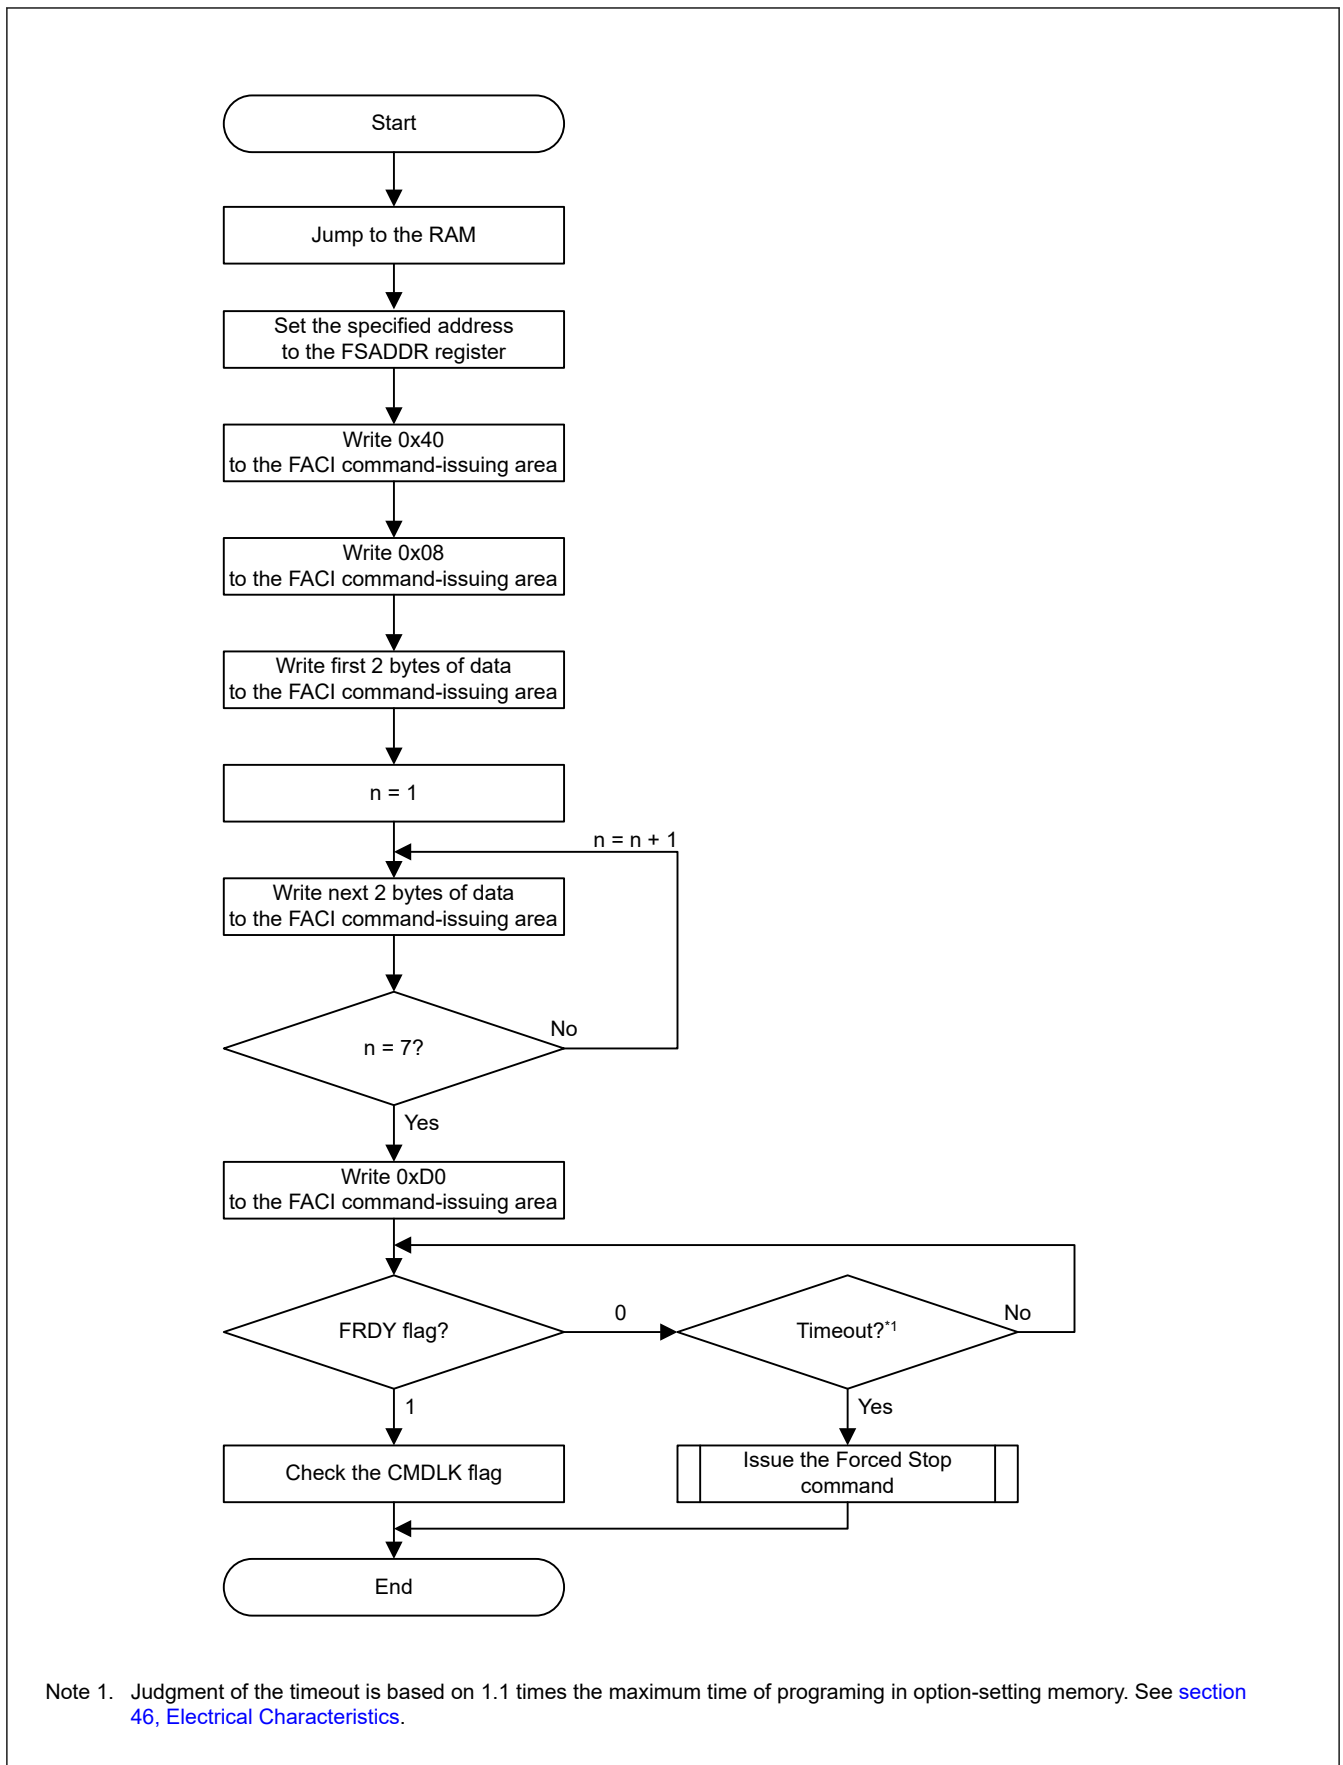 Start
Jump to the RAM
Set the specified address
to the FSADDR register
Write 0x40
to the FACI command-issuing area
Write 0x08
to the FACI command-issuing area
Write first 2 bytes of data
to the FACI command-issuing area
n = 1
n = n + 1
Write next 2 bytes of data
to the FACI command-issuing area
No
n = 7?
Yes
Write 0xD0
to the FACI command-issuing area
FRDY flag?
0
Timeout?*1
No
1
Yes
Check the CMDLK flag
Issue the Forced Stop
command
End
Note 1. Judgment of the timeout is based on 1.1 times the maximum time of programing in option-setting memory. See section
46, Electrical Characteristics.